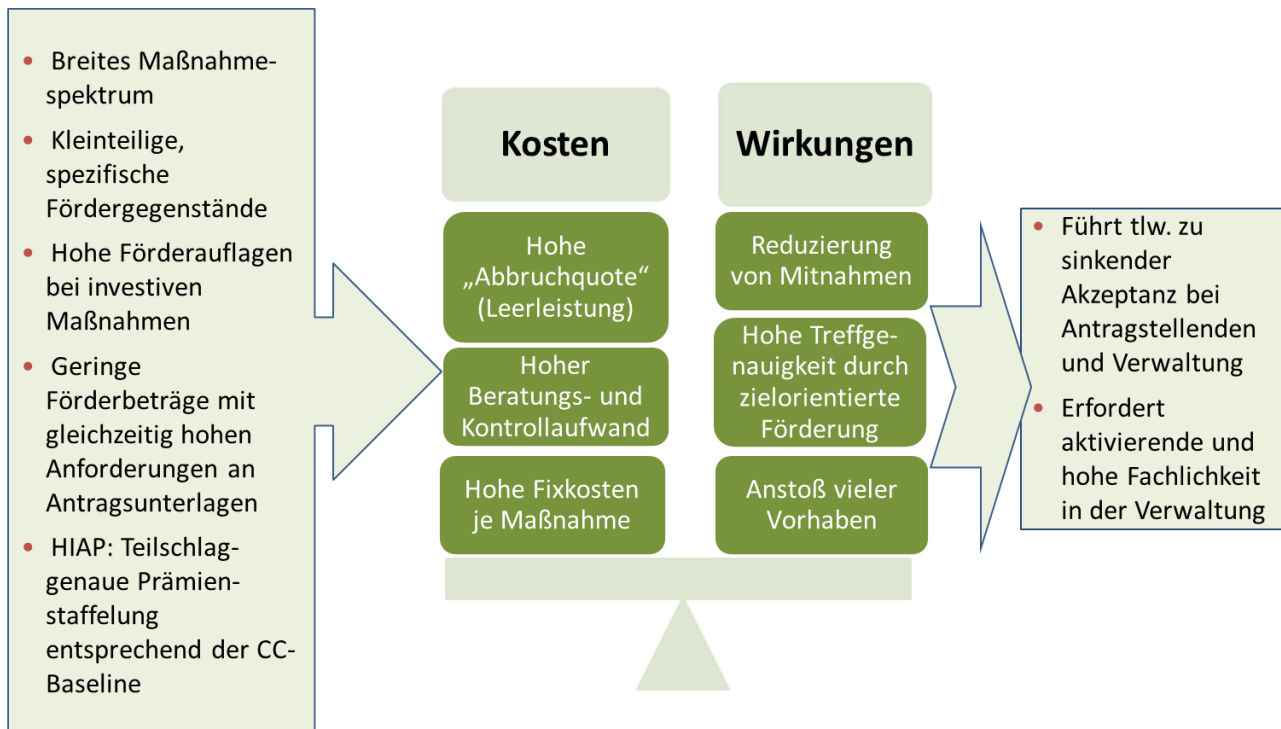 • Breites Maßnahme-
spektrum
• Kleinteilige,
spezifische
Fördergegenstände
• Hohe Förderauflagen
bei investiven
Maßnahmen
• Geringe
Förderbeträge mit
gleichzeitig hohen
Anforderungen an
Antragsunterlagen
• HIAP: Teilschlag-
genaue Prämien-
staffelung
entsprechend der CC-
Baseline
Kosten
Hohe
„Abbruchquote“
(Leerleistung)
Hoher
Beratungs- und
Kontrollaufwand
Hohe Fixkosten
je Maßnahme
Wirkungen
Reduzierung
von Mitnahmen
Hohe Treffge-
nauigkeit durch
zielorientierte
Förderung
Anstoß vieler
Vorhaben
• Führt tlw. zu
sinkender
Akzeptanz bei
Antragstellenden
und Verwaltung
• Erfordert
aktivierende und
hohe Fachlichkeit
in der Verwaltung